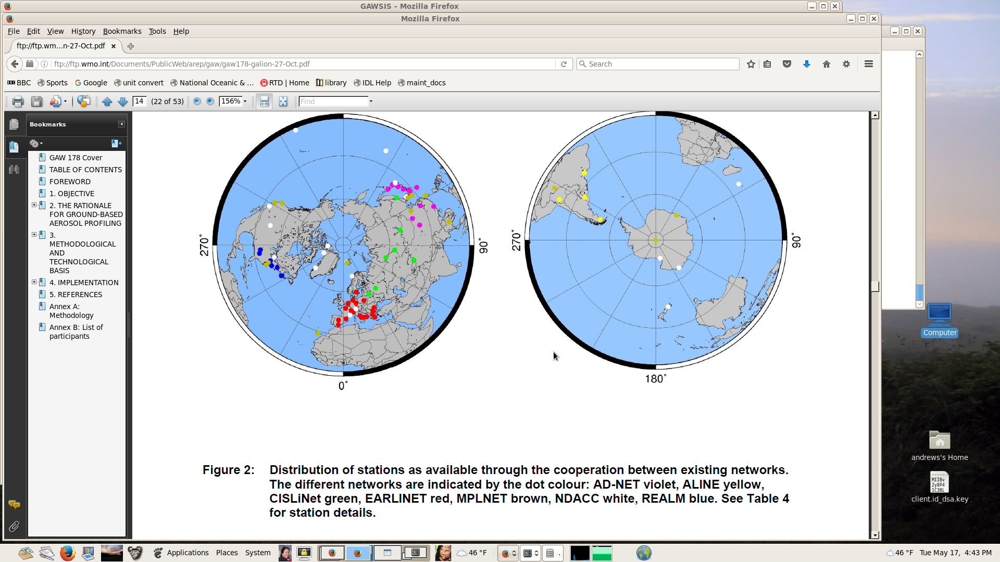 GAWSIS - Mozilla Firefox
Mozilla Firefox
File Edit View History Bookmarks Tools Help
ftp://ftp.wm...n-27-Oct.pdf
ftp://ftp.wmo.int/Documents/PublicWeb/arep/gaw/gaw178-galion-27-Oct.pdf
Search
BBC Sports Google unit convert National Oceanic & ... RTD | Home library IDL Help maint_docs
14 (22 of 53) 156% Find
Bookmarks
GAW 178 Cover
TABLE OF CONTENTS
FOREWORD
1. OBJECTIVE
2. THE RATIONALE
FOR GROUND-BASED
AEROSOL PROFILING
3.
METHODOLOGICAL
AND
TECHNOLOGICAL
BASIS
4. IMPLEMENTATION
5. REFERENCES
Annex A:
Methodology
Annex B: List of
participants
270°
90°
0°
270°
90°
180°
Figure 2: Distribution of stations as available through the cooperation between existing networks.
The different networks are indicated by the dot colour: AD-NET violet, ALINE yellow,
CISLiNet green, EARLINET red, MPLNET brown, NDACC white, REALM blue. See Table 4
for station details.
Computer
andrews's Home
MIIBv
2y8P4
1C3BL
client.id_dsa.key
Applications Places System
46 °F
46 °F Tue May 17, 4:43 PM